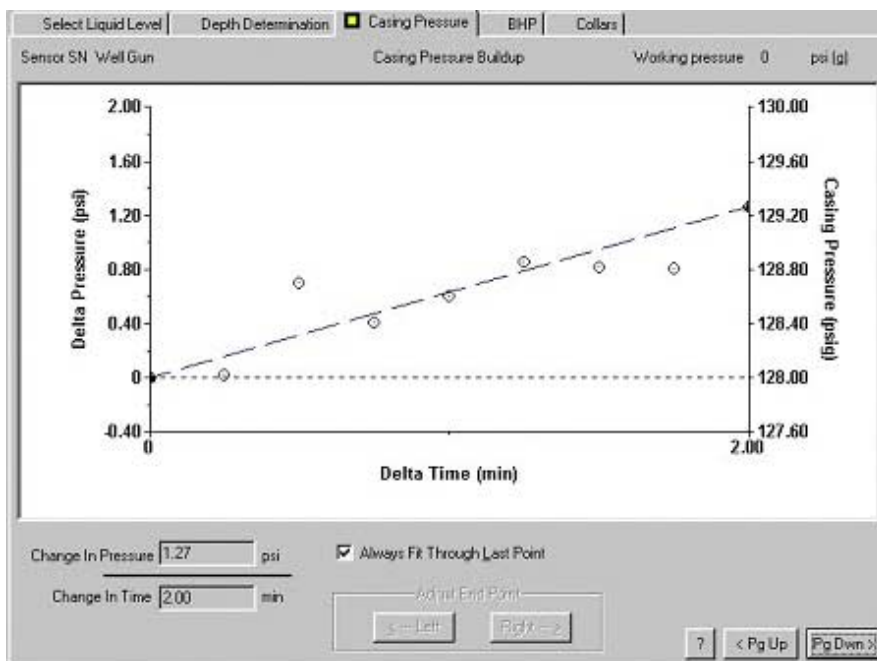 Select Liquid Level Depth Determination Casing Pressure BHP Collars
Sensor SN Well Gun Casing Pressure Buildup Working pressure 0 psi (g)
2.00
1.60
1.20
0.80
0.40
0
-0.40
Delta Pressure (psi)
130.00
129.60
129.20
128.80
128.40
128.00
127.60
Casing Pressure (psig)
0 2.00
Delta Time (min)
Change In Pressure 1.27 psi
Change In Time 2.00 min
Always Fit Through Last Point
Adjust End Point
<--- Left Right --->
? < Pg Up Pg Dwn >